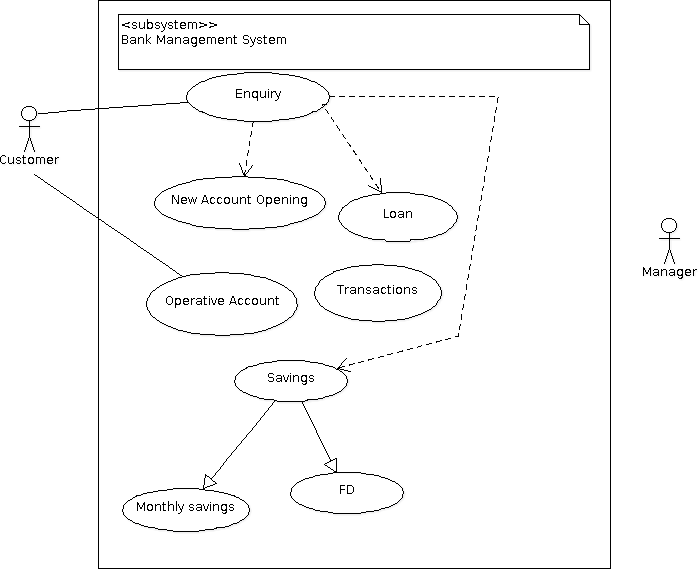 <subsystem>>
Bank Management System
Enquiry
Customer
New Account Opening
Loan
Manager
Operative Account
Transactions
Savings
Monthly savings
FD